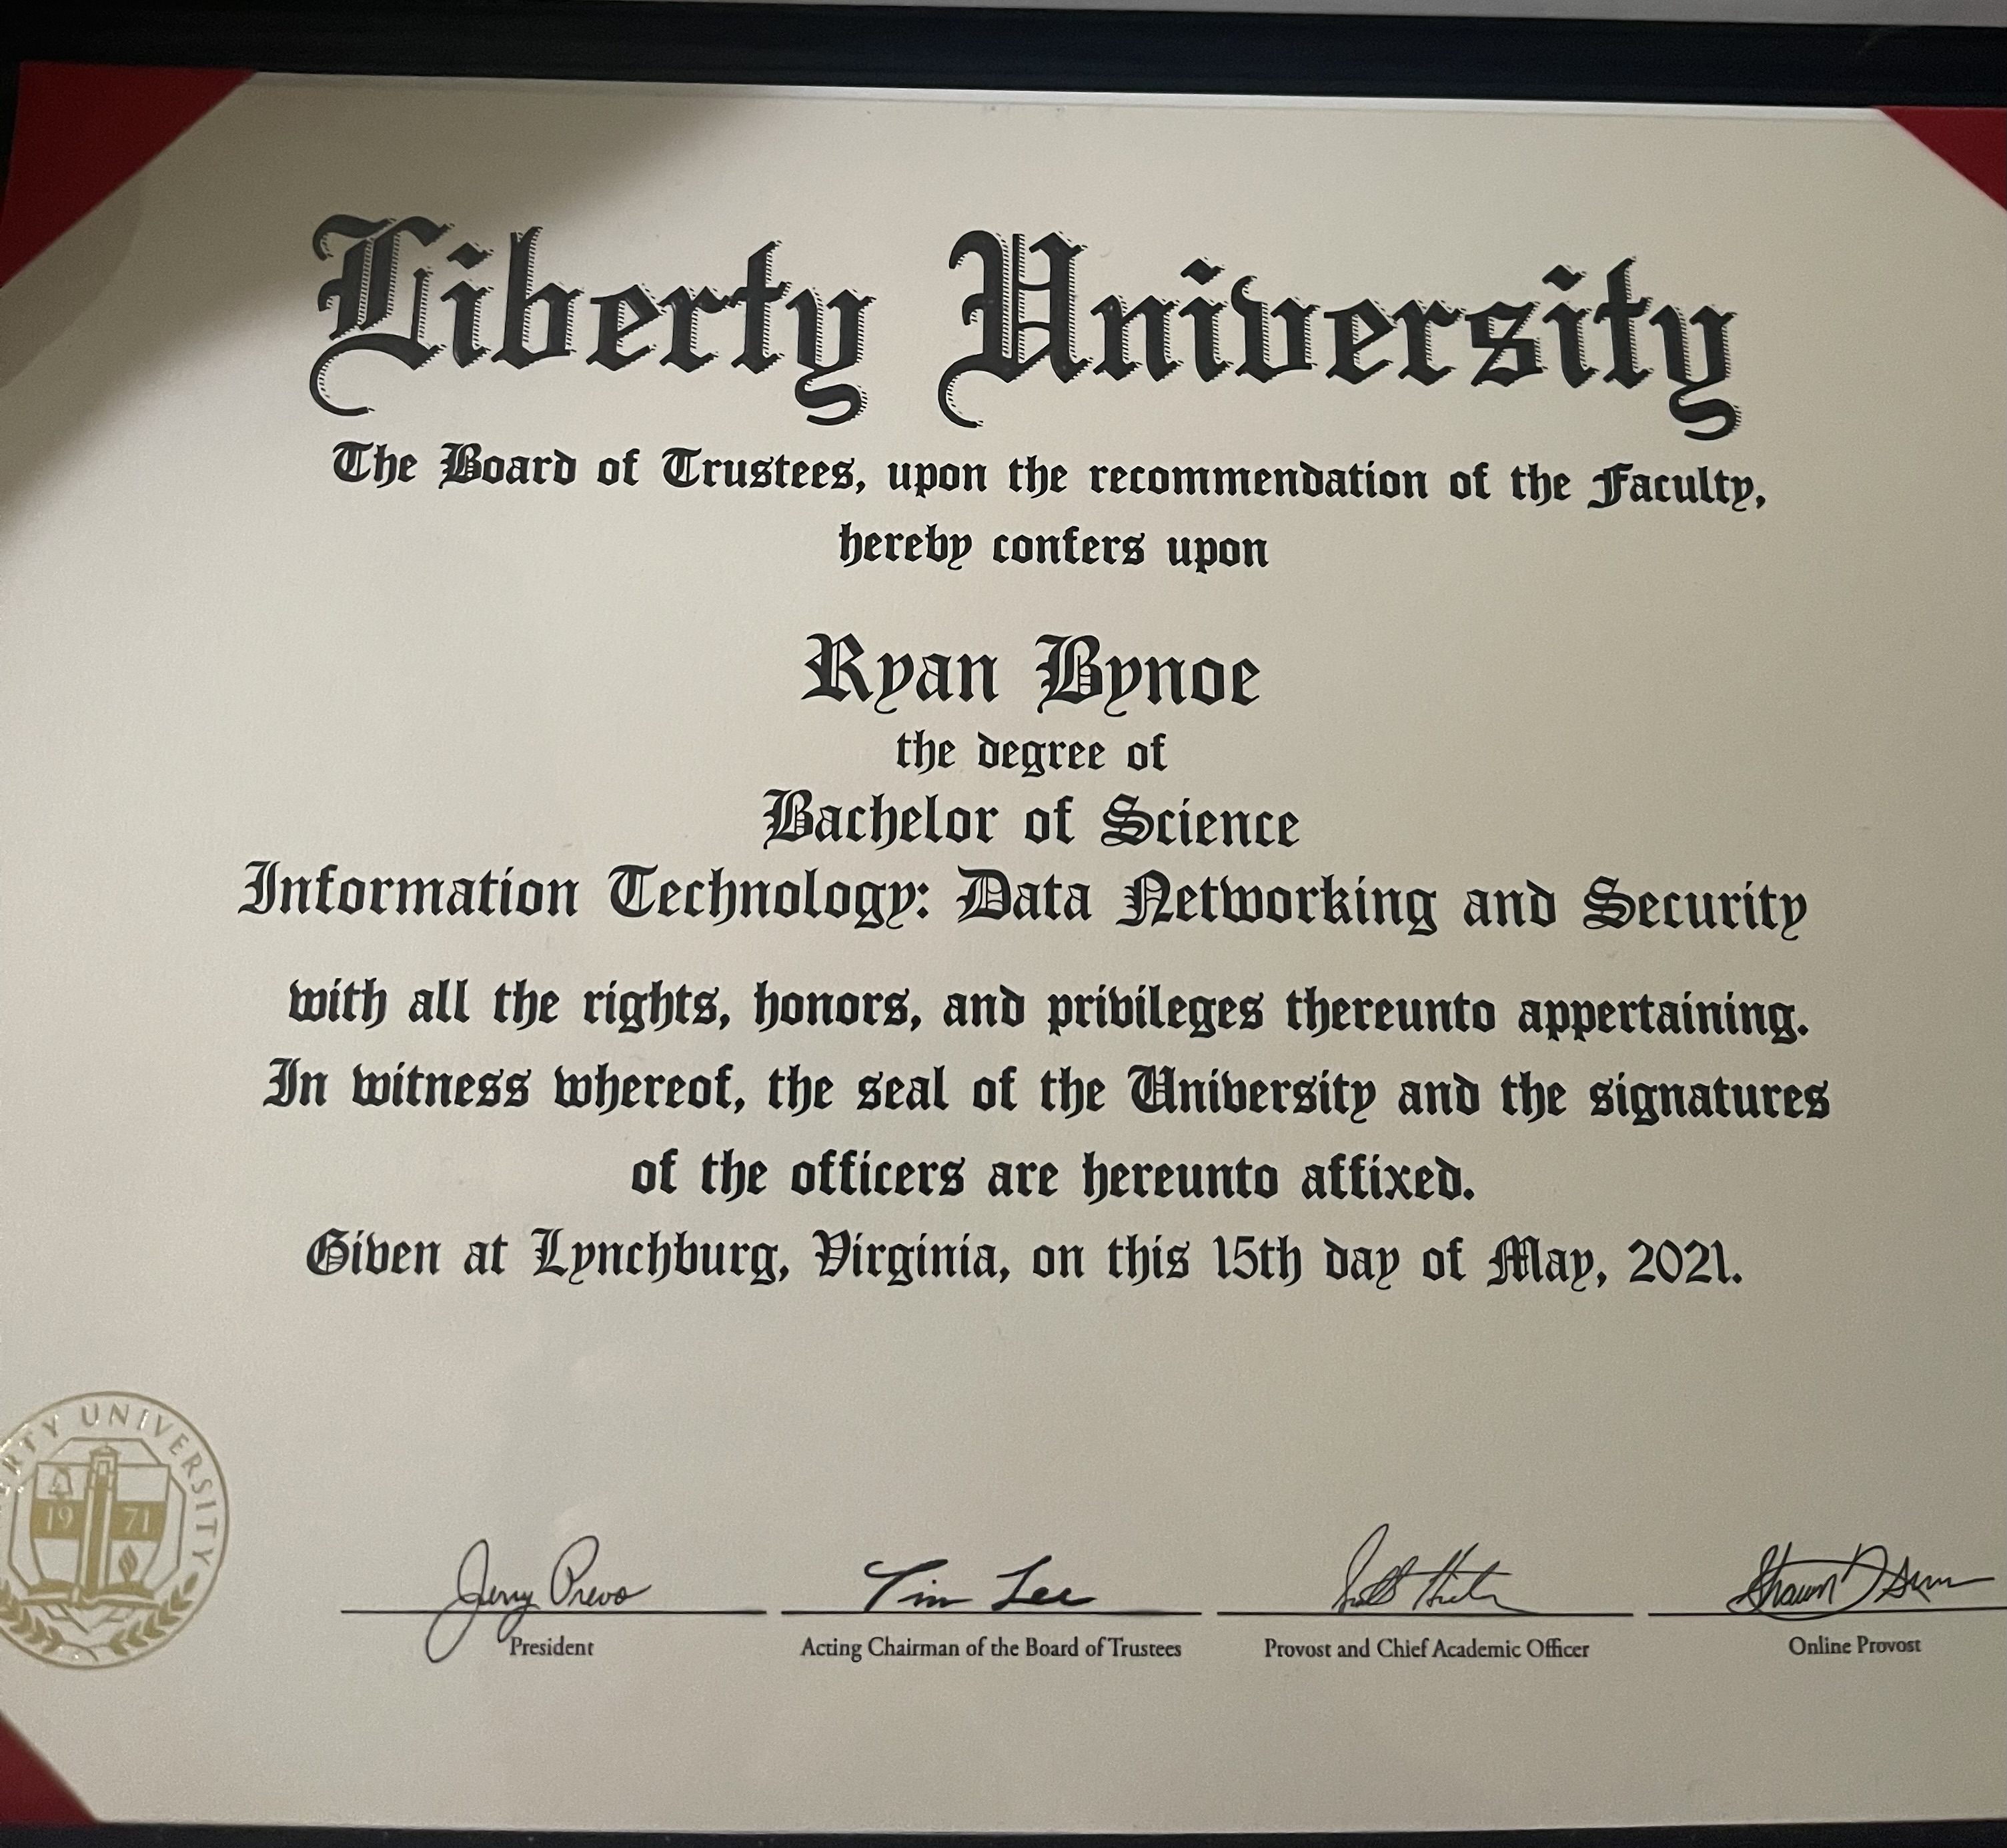 Liberty University
The Board of Trustees, upon the recommendation of the Faculty,
hereby confers upon
Ryan Bynoe
the degree of
Bachelor of Science
Information Technology: Data Networking and Security
with all the rights, honors, and privileges thereunto appertaining.
In witness whereof, the seal of the University and the signatures
of the officers are hereunto affixed.
Given at Lynchburg, Virginia, on this 15th day of May, 2021.
UNIVERSITY
19 71
Jerry Prevo
Tim Lee
Shawn D
President
Acting Chairman of the Board of Trustees
Provost and Chief Academic Officer
Online Provost